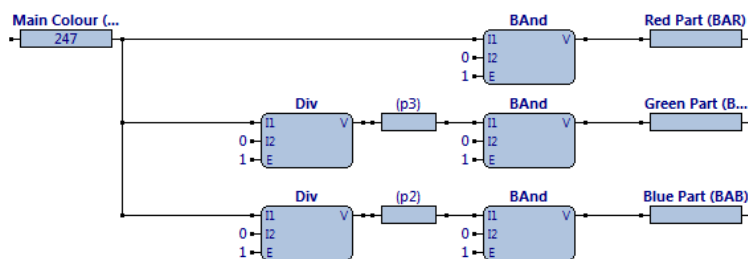 Main Colour (... BAnd Red Part (BAR)
247 I1 V
0 I2
1 E
Div (p3) BAnd Green Part (B...
I1 V I1 V
0 I2 0 I2
1 E 1 E
Div (p2) BAnd Blue Part (BAB)
I1 V I1 V
0 I2 0 I2
1 E 1 E